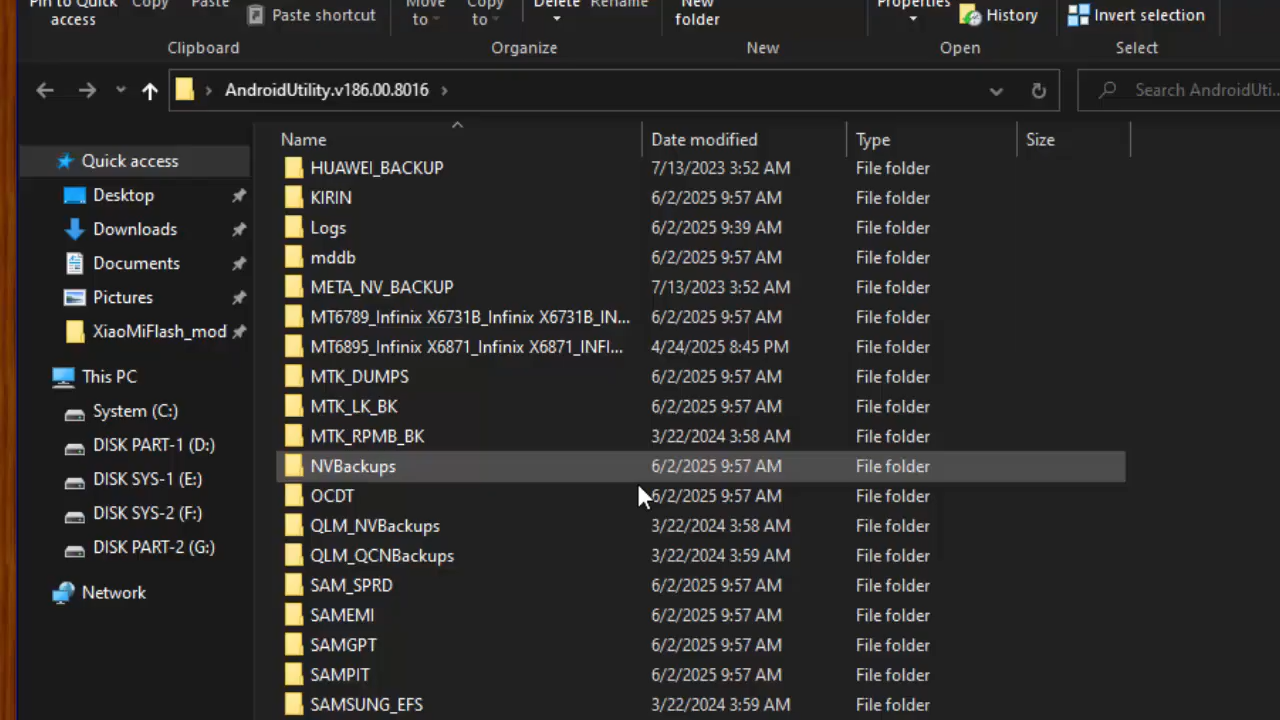 Pin to Quick access
Copy
Paste
Paste shortcut
Move to
Copy to
Delete
Rename
New folder
Properties
History
Invert selection
Clipboard
Organize
New
Open
Select
AndroidUtility.v186.00.8016
Search AndroidUti...
Name Date modified Type Size
Quick access
Desktop
Downloads
Documents
Pictures
XiaoMiFlash_mod
This PC
System (C:)
DISK PART-1 (D:)
DISK SYS-1 (E:)
DISK SYS-2 (F:)
DISK PART-2 (G:)
Network
HUAWEI_BACKUP 7/13/2023 3:52 AM File folder
KIRIN 6/2/2025 9:57 AM File folder
Logs 6/2/2025 9:39 AM File folder
mddb 6/2/2025 9:57 AM File folder
META_NV_BACKUP 7/13/2023 3:52 AM File folder
MT6789_Infinix X6731B_Infinix X6731B_IN... 6/2/2025 9:57 AM File folder
MT6895_Infinix X6871_Infinix X6871_INFI... 4/24/2025 8:45 PM File folder
MTK_DUMPS 6/2/2025 9:57 AM File folder
MTK_LK_BK 6/2/2025 9:57 AM File folder
MTK_RPMB_BK 3/22/2024 3:58 AM File folder
NVBackups 6/2/2025 9:57 AM File folder
OCDT 6/2/2025 9:57 AM File folder
QLM_NVBackups 3/22/2024 3:58 AM File folder
QLM_QCNBackups 3/22/2024 3:59 AM File folder
SAM_SPRD 6/2/2025 9:57 AM File folder
SAMEMI 6/2/2025 9:57 AM File folder
SAMGPT 6/2/2025 9:57 AM File folder
SAMPIT 6/2/2025 9:57 AM File folder
SAMSUNG_EFS 3/22/2024 3:59 AM File folder